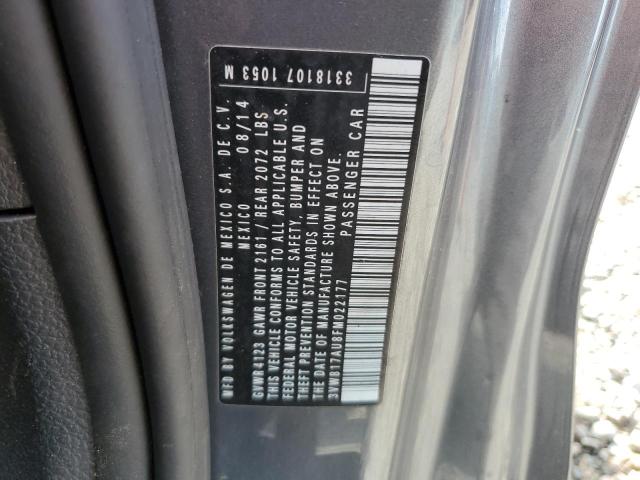 MFD BY VOLKSWAGEN DE MEXICO S.A. DE C.V.
MEXICO 08/14
GVWR 4123 GAWR FRONT 2161 / REAR 2072 LBS
THIS VEHICLE CONFORMS TO ALL APPLICABLE U.S.
FEDERAL MOTOR VEHICLE SAFETY, BUMPER AND
THEFT PREVENTION STANDARDS IN EFFECT ON
THE DATE OF MANUFACTURE SHOWN ABOVE.
3VWB17AU8FM022177 PASSENGER CAR
3318107 1053 M